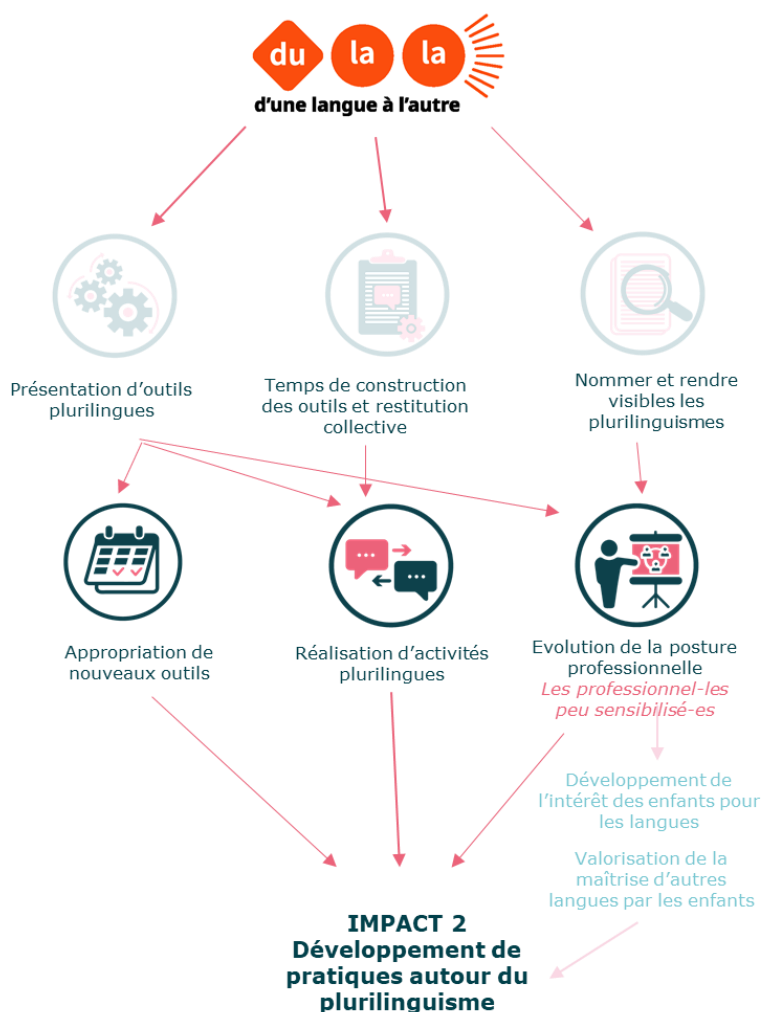 du la la
d'une langue à l'autre
Présentation d'outils
plurilingues
Temps de construction
des outils et restitution
collective
Nommer et rendre
visibles les
plurilinguismes
Appropriation de
nouveaux outils
Réalisation d'activités
plurilingues
Evolution de la posture
professionnelle
Les professionnel-les
peu sensibilisé-es
Développement de
l'intérêt des enfants pour
les langues
Valorisation de la
maîtrise d'autres
langues par les enfants
IMPACT 2
Développement de
pratiques autour du
plurilinguisme